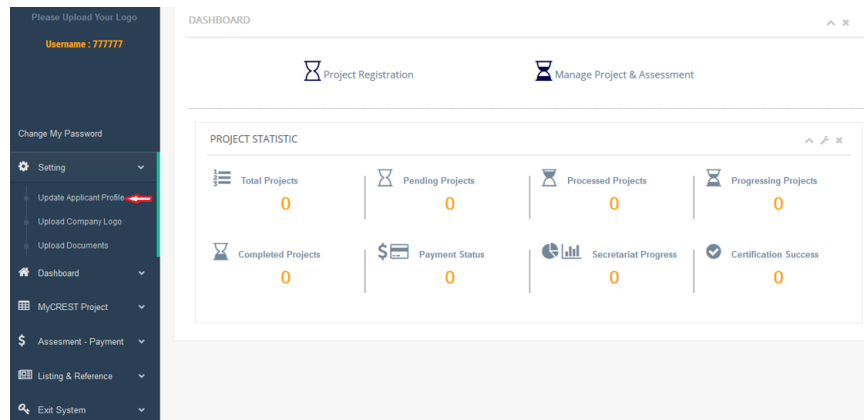 Please Upload Your Logo
Username : 777777
Change My Password
Setting
Update Applicant Profile
Upload Company Logo
Upload Documents
Dashboard
MyCREST Project
Assesment - Payment
Listing & Reference
Exit System
DASHBOARD
Project Registration
Manage Project & Assessment
PROJECT STATISTIC
Total Projects
0
Pending Projects
0
Processed Projects
0
Progressing Projects
0
Completed Projects
0
Payment Status
0
Secretariat Progress
0
Certification Success
0